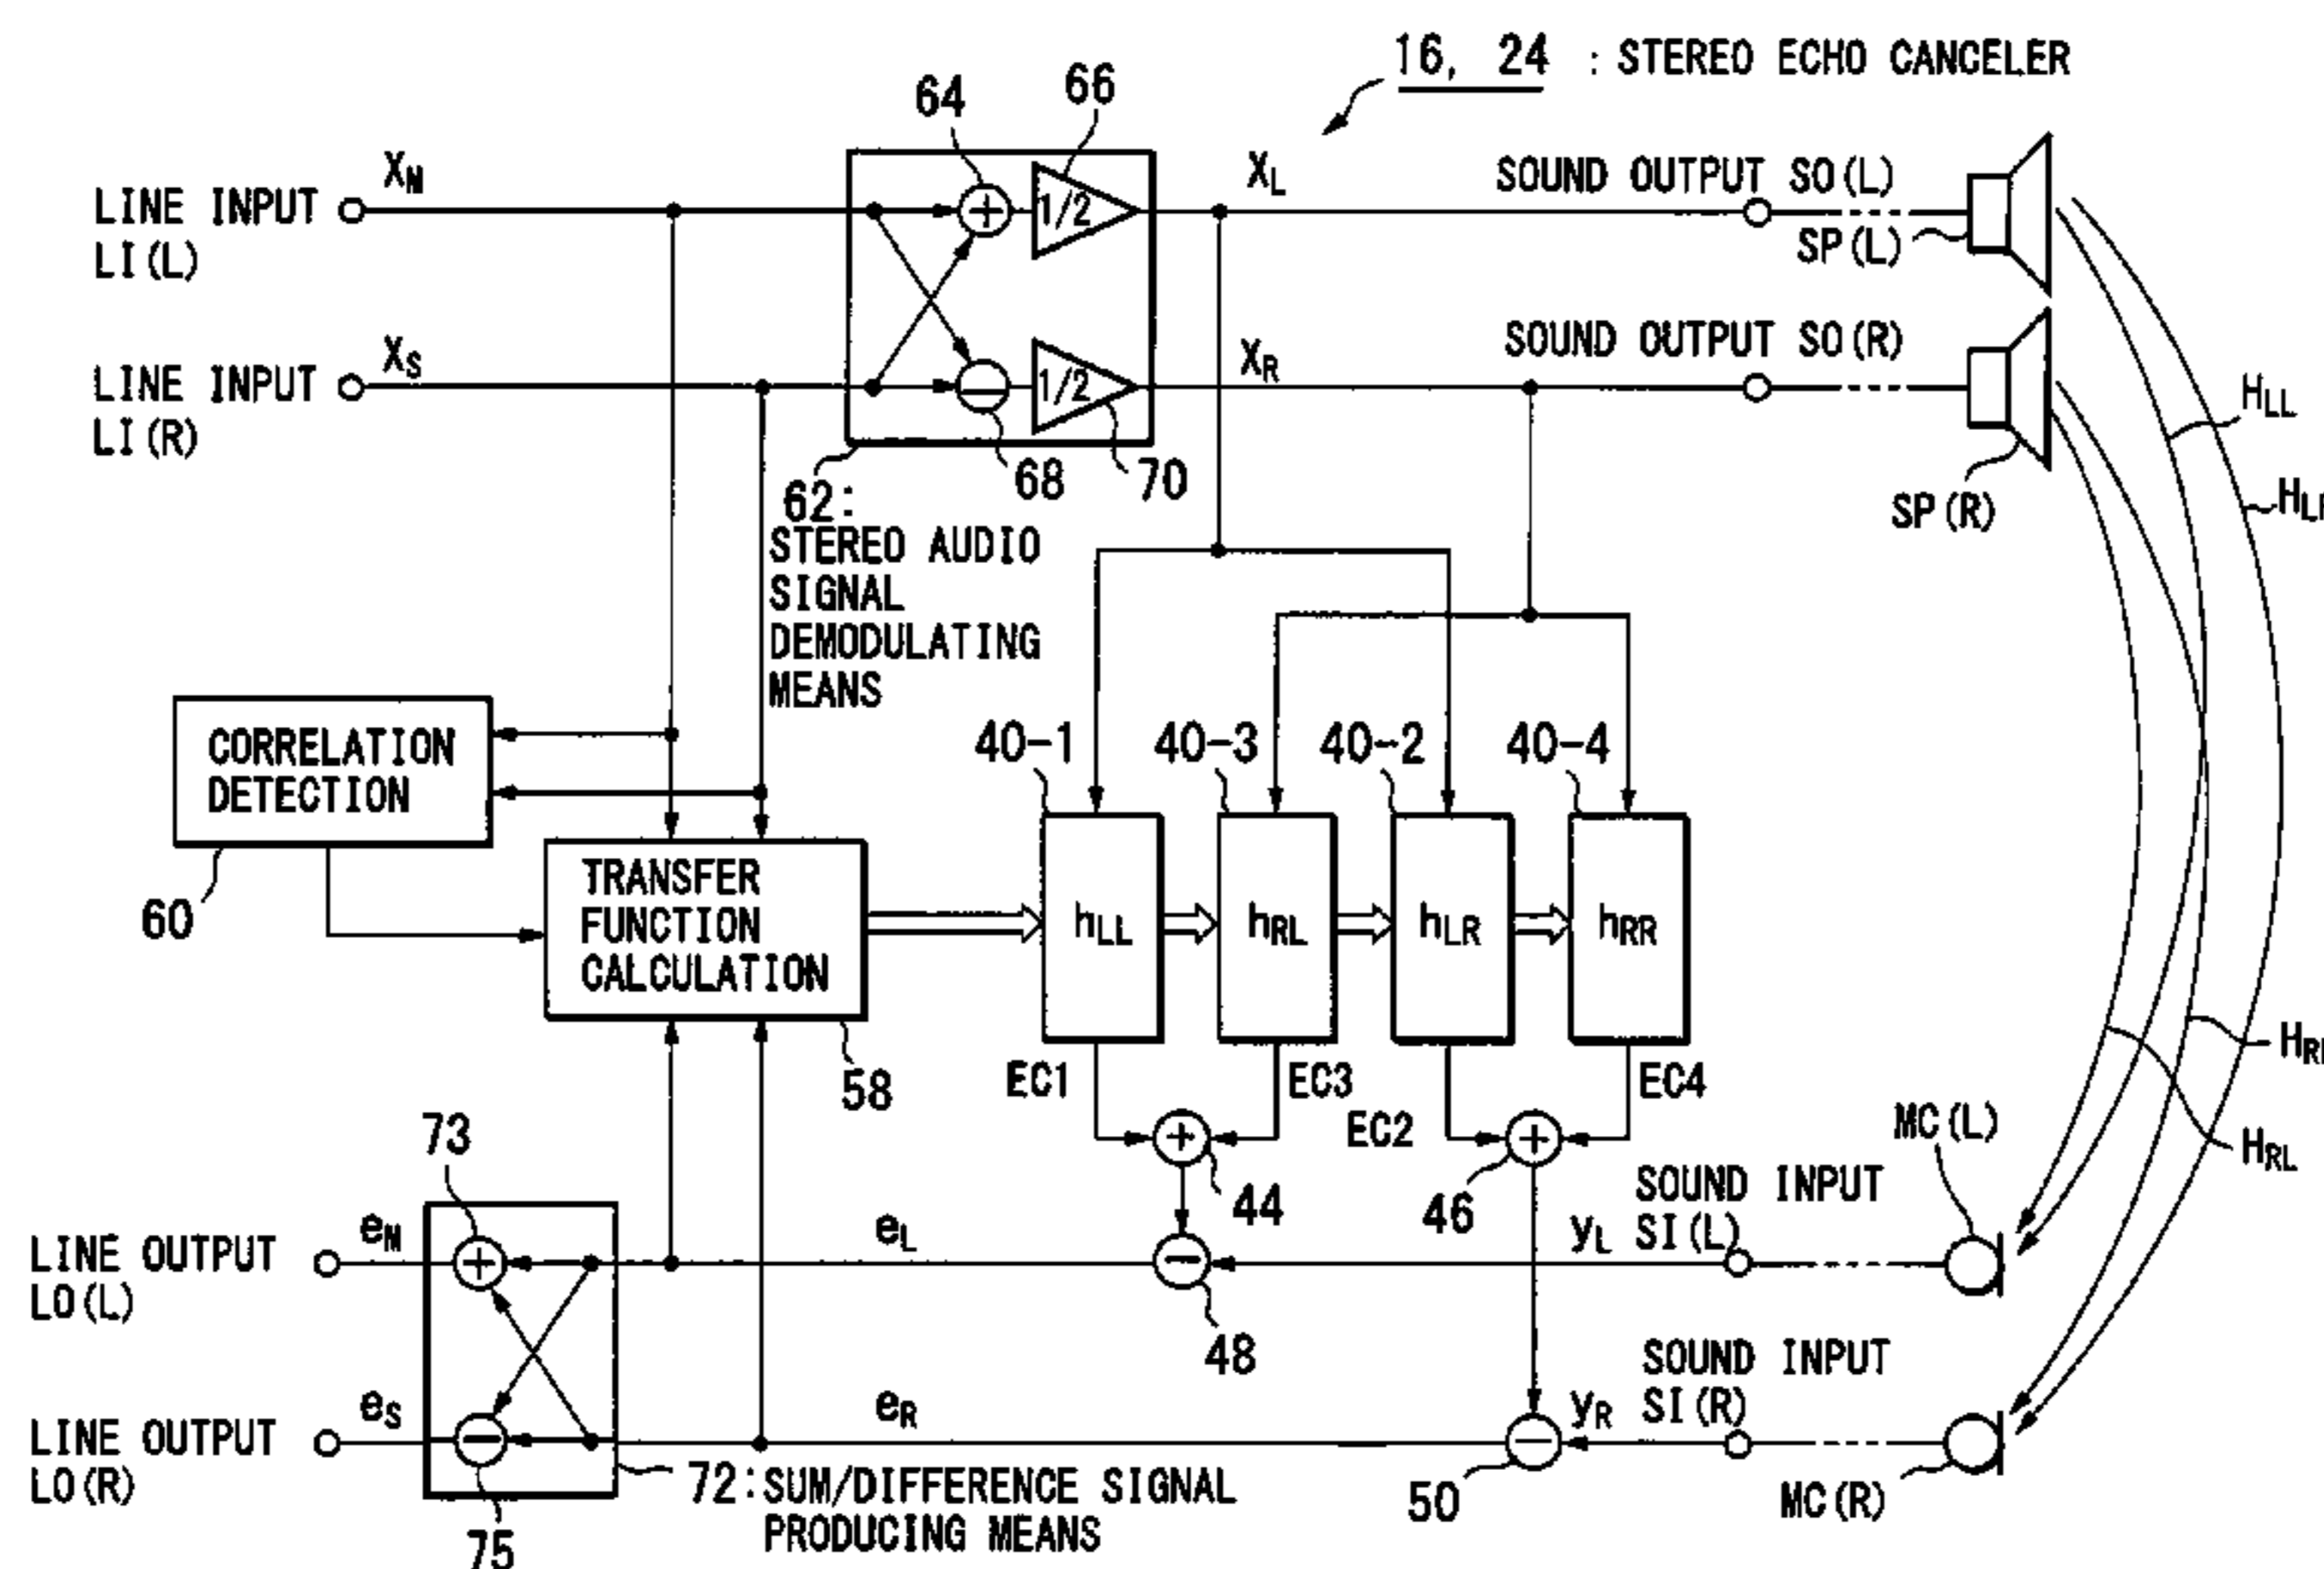 16, 24 : STEREO ECHO CANCELER
64
66
XM
XL
LINE INPUT
LI(L)
1/2
SOUND OUTPUT SO(L)
SP(L)
XS
XR
LINE INPUT
LI(R)
1/2
SOUND OUTPUT SO(R)
SP(R)
HLL
68
70
62:
STEREO AUDIO
SIGNAL
DEMODULATING
MEANS
CORRELATION
DETECTION
60
40-1
40-3
40-2
40-4
TRANSFER
FUNCTION
CALCULATION
58
hLL
hRL
hLR
hRR
EC1
EC3
EC2
EC4
44
46
HRL
MC(L)
73
LINE OUTPUT
LO(L)
eM
eL
yL
SOUND INPUT
SI(L)
48
LINE OUTPUT
LO(R)
eS
eR
yR
SOUND INPUT
SI(R)
50
MC(R)
75
72:SUM/DIFFERENCE SIGNAL
PRODUCING MEANS